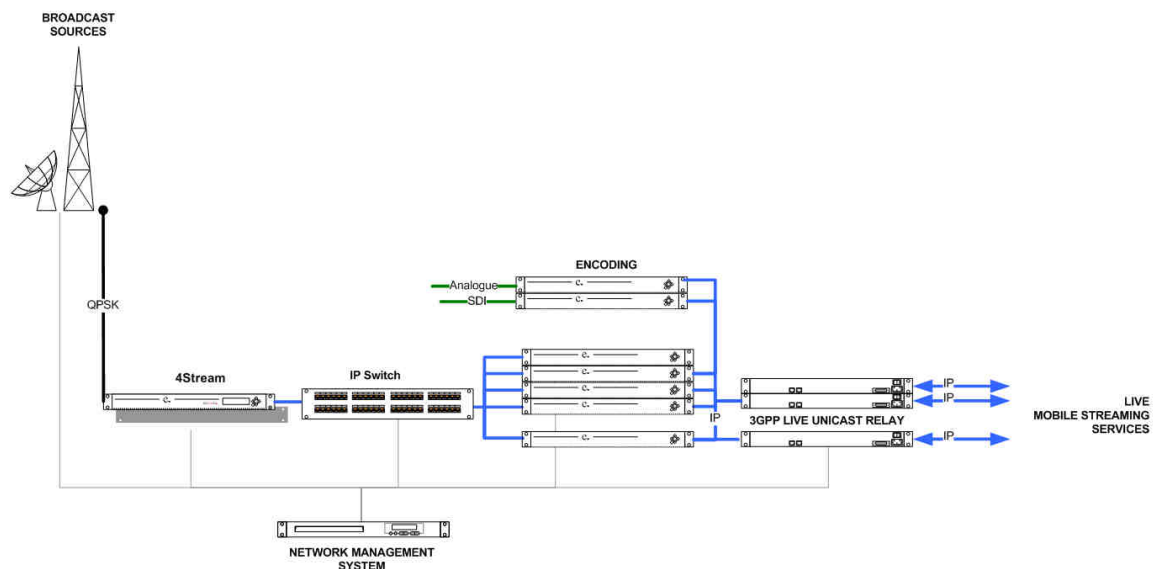 BROADCAST
SOURCES
ENCODING
Analogue
SDI
QPSK
4Stream
IP Switch
IP
IP
LIVE
MOBILE STREAMING
SERVICES
IP
3GPP LIVE UNICAST RELAY
IP
NETWORK MANAGEMENT
SYSTEM